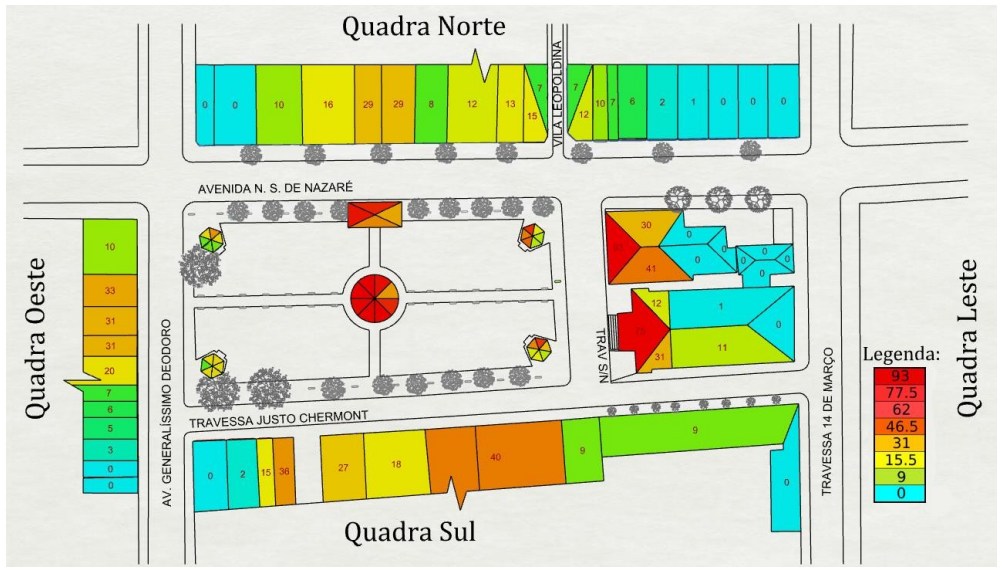 Quadra Norte
VILA LEOPOLDINA
0 0 10 16 29 29 8 12 13 15 7
7 12 10 7 6 2 1 0 0 0
AVENIDA N. S. DE NAZARÉ
Quadra Oeste
10
33
31
31
20
7
6
5
3
0
0
AV. GENERALÍSSIMO DEODORO
30
41
0
0
0
0
0
0
0
0
12
31
1
11
0
TRAV S/N
TRAVESSA JUSTO CHERMONT
0 2 15 36 27 18 40 9 9
0
Quadra Sul
TRAVESSA 14 DE MARÇO
Quadra Leste
Legenda:
93
77.5
62
46.5
31
15.5
9
0